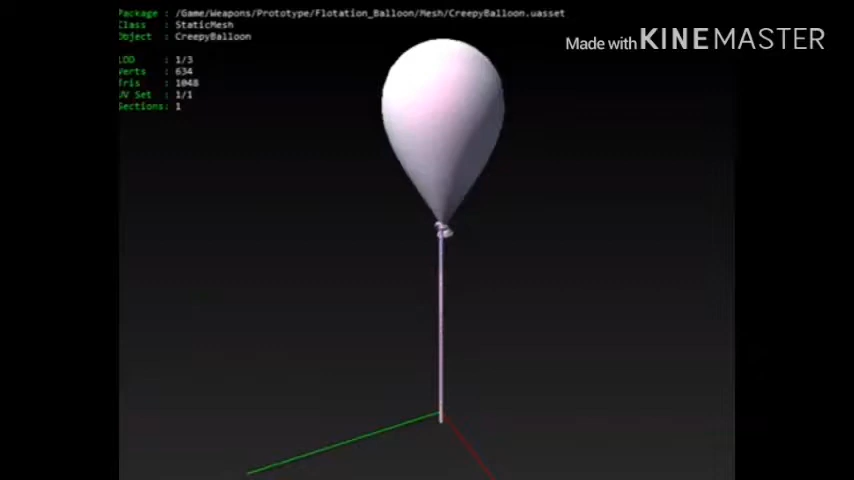 Package : /Game/Weapons/Prototype/Flotation_Balloon/Mesh/CreepyBalloon.uasset
Class : StaticMesh
Object : CreepyBalloon
LOD : 1/3
Verts : 634
Tris : 1048
UV Set : 1/1
Sections: 1
Made with KINEMASTER